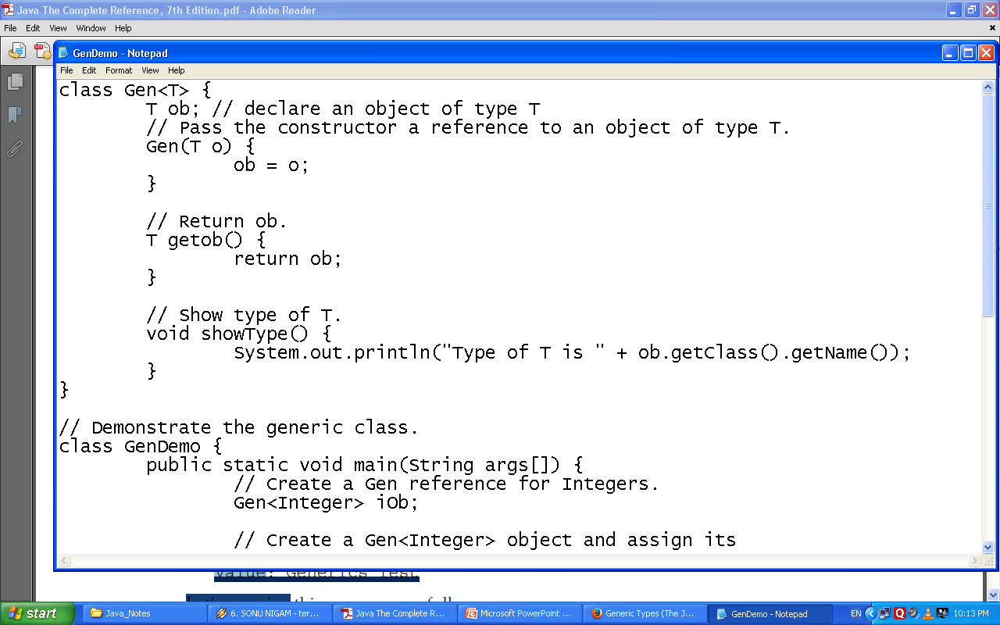 Java The Complete Reference, 7th Edition.pdf - Adobe Reader
File Edit View Window Help
GenDemo - Notepad
File Edit Format View Help
class Gen<T> {
T ob; // declare an object of type T
// Pass the constructor a reference to an object of type T.
Gen(T o) {
ob = o;
}
// Return ob.
T getob() {
return ob;
}
// Show type of T.
void showType() {
System.out.println("Type of T is " + ob.getClass().getName());
}
}
// Demonstrate the generic class.
class GenDemo {
public static void main(String args[]) {
// Create a Gen reference for Integers.
Gen<Integer> iOb;
// Create a Gen<Integer> object and assign its
value: Generics Test
start Java_Notes 6. SONU NIGAM - ter... Java The Complete R... Microsoft PowerPoint ... Generic Types (The J... GenDemo - Notepad EN 10:13 PM